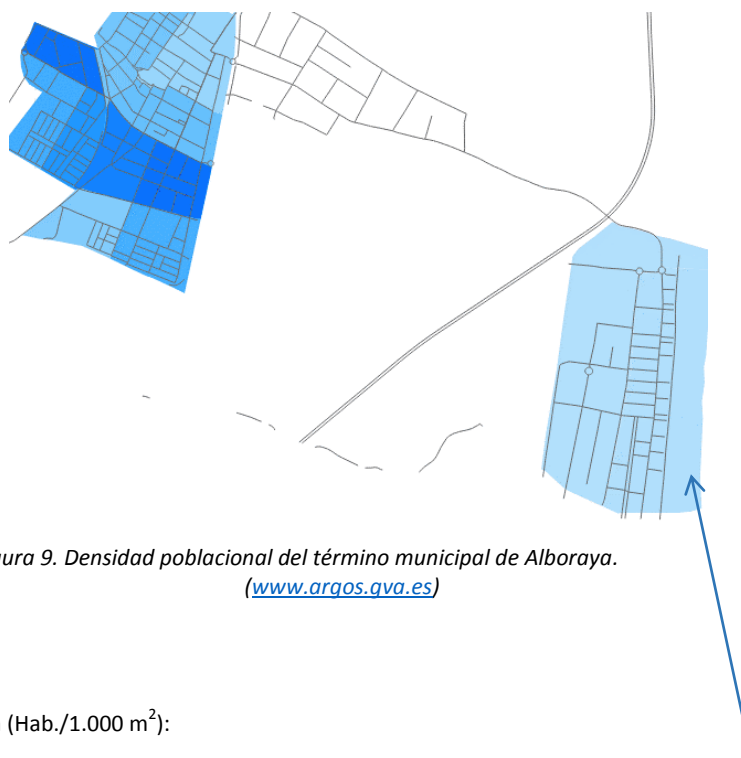 ura 9. Densidad poblacional del término municipal de Alboraya.
(www.argos.gva.es)
(Hab./1.000 m²):